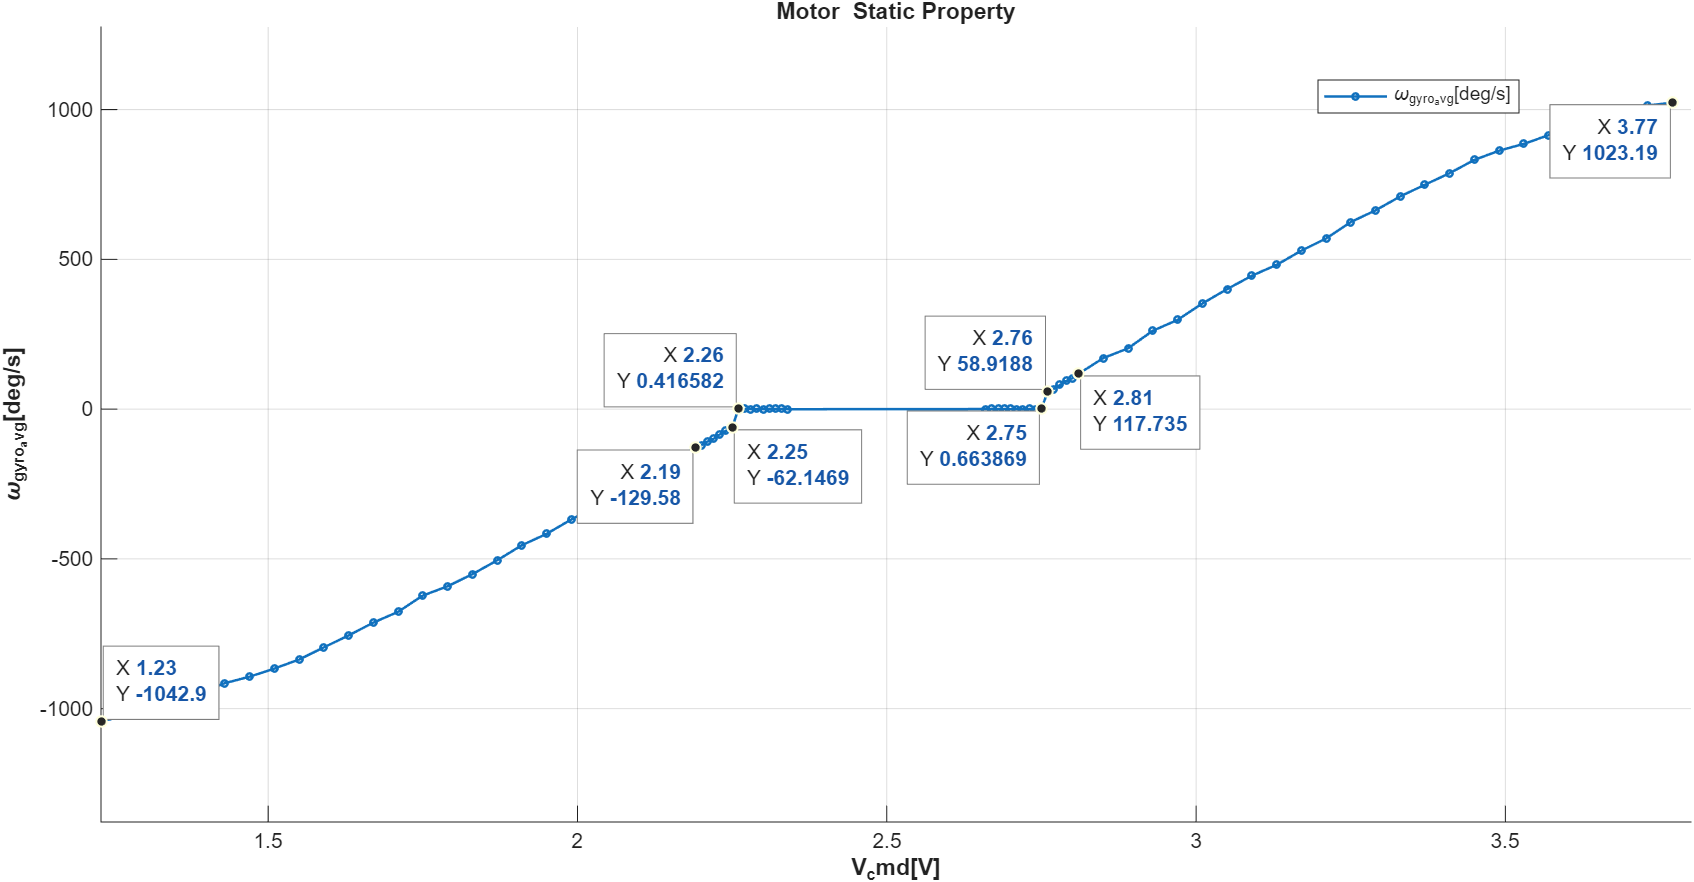 Motor  Static Property
ω_gyro_avg[deg/s]
1000
500
0
-500
-1000
ω_gyro_avg[deg/s]
X 3.77
Y 1023.19
X 2.76
Y 58.9188
X 2.26
Y 0.416582
X 2.81
Y 117.735
X 2.75
Y 0.663869
X 2.25
Y -62.1469
X 2.19
Y -129.58
X 1.23
Y -1042.9
1.5
2
2.5
3
3.5
V_cmd[V]